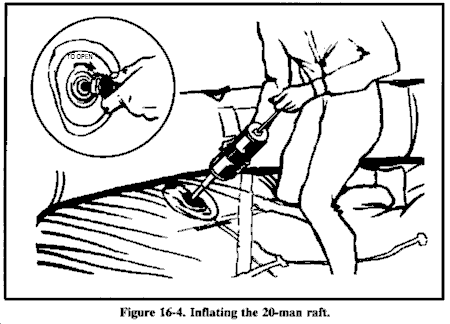 TO OPEN
Figure 16-4. Inflating the 20-man raft.